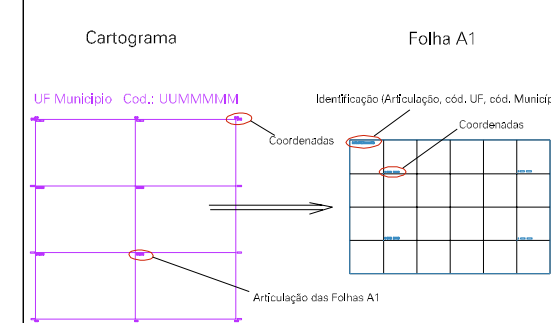 Cartograma
Folha A1
UF Municipio Cod.: UUMMMMM
Identificação (Articulação, cód. UF, cód. Municíp
Coordenadas
Coordenadas
Articulação das Folhas A1